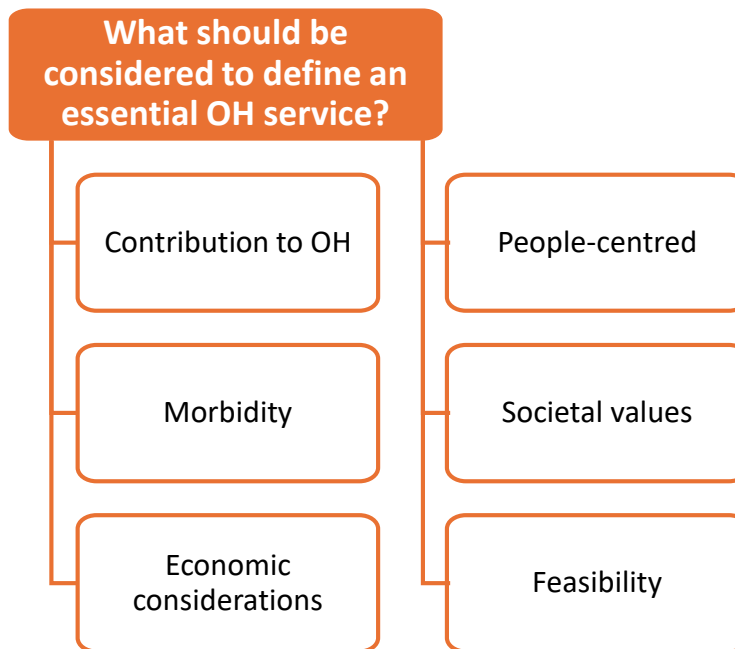 What should be
considered to define an
essential OH service?
Contribution to OH
People-centred
Morbidity
Societal values
Economic
considerations
Feasibility